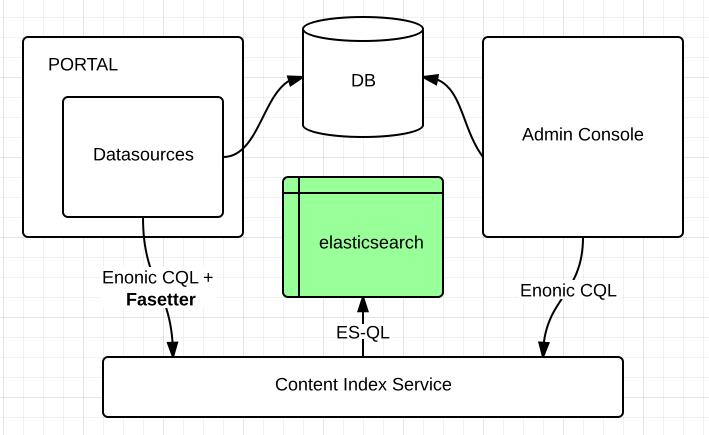 PORTAL
DB
Datasources
Admin Console
elasticsearch
Enonic CQL +
Fasetter
Enonic CQL
ES-QL
Content Index Service